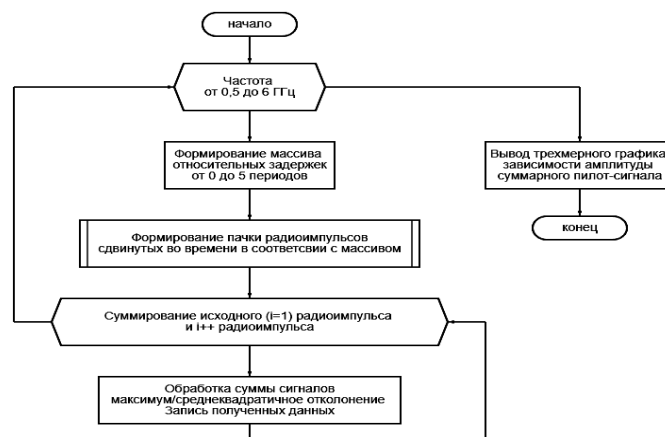 начало
Частота
от 0,5 до 6 ГГц
Формирование массива
относительных задержек
от 0 до 5 периодов
Вывод трехмерного графика
зависимости амплитуды
суммарного пилот-сигнала
Формирование пачки радиоимпульсов
сдвинутых во времени в соответсвии с массивом
конец
Суммирование исходного (i=1) радиоимпульса
и i++ радиоимпульса
Обработка суммы сигналов
максимум/среднеквадратичное отколонение
Запись полученных данных